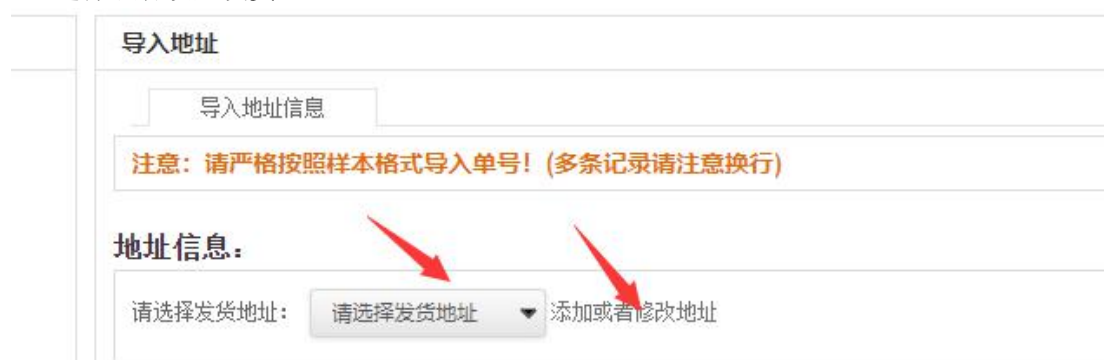 导入地址
导入地址信息
注意：请严格按照样本格式导入单号！(多条记录请注意换行)
地址信息：
请选择发货地址： 请选择发货地址 添加或者修改地址